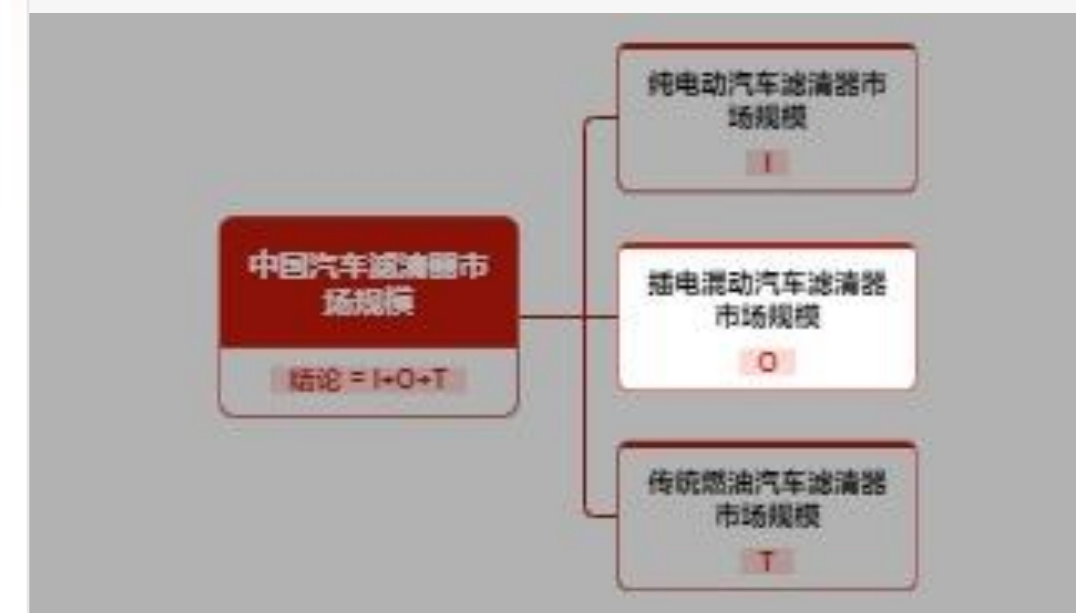 纯电动汽车滤清器市
场规模
I
中国汽车滤清器市
场规模
结论 = I+O+T
插电混动汽车滤清器
市场规模
O
传统燃油汽车滤清器
市场规模
T